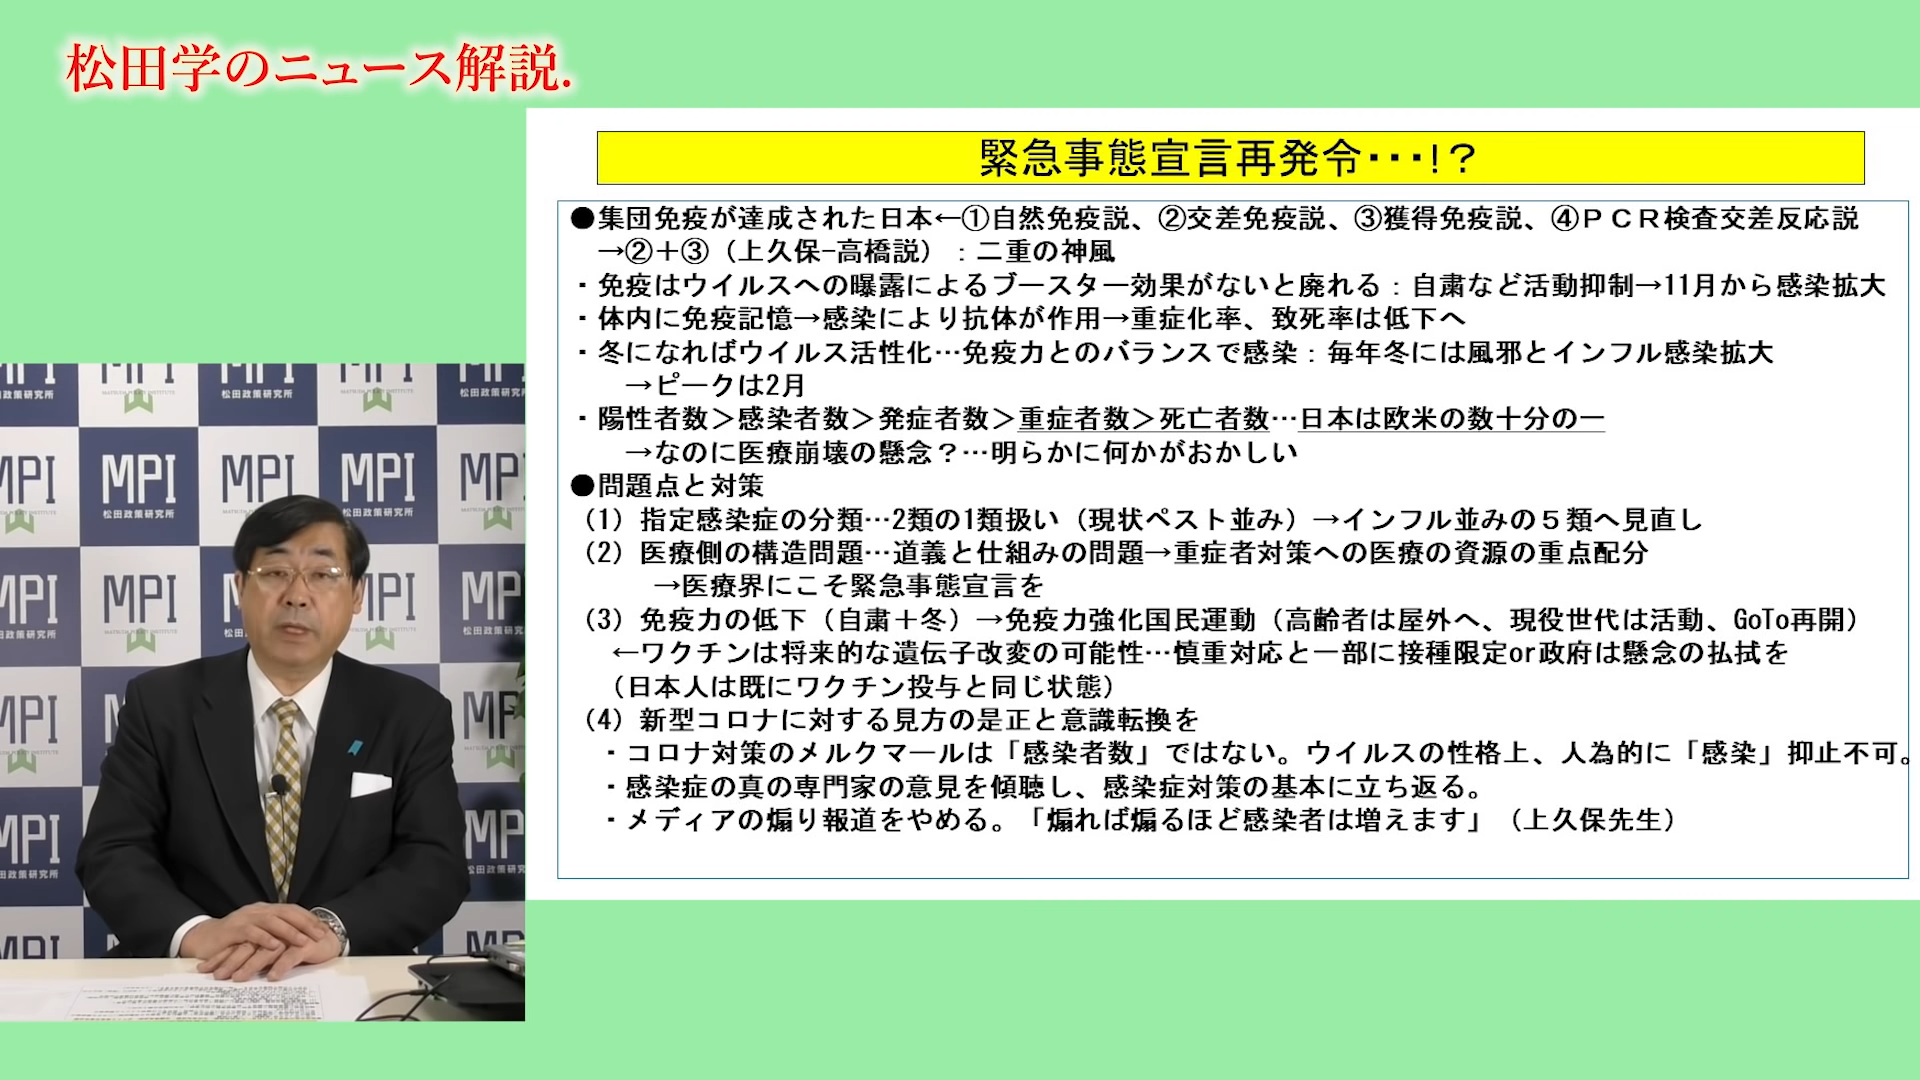 松田学のニュース解説.
緊急事態宣言再発令･･･!？
●集団免疫が達成された日本←①自然免疫説、②交差免疫説、③獲得免疫説、④ＰＣＲ検査交差反応説
→②＋③（上久保−高橋説）：二重の神風
・免疫はウイルスへの曝露によるブースター効果がないと廃れる：自粛など活動抑制→11月から感染拡大
・体内に免疫記憶→感染により抗体が作用→重症化率、致死率は低下へ
・冬になればウイルス活性化…免疫力とのバランスで感染：毎年冬には風邪とインフル感染拡大
→ピークは2月
・陽性者数＞感染者数＞発症者数＞重症者数＞死亡者数…日本は欧米の数十分の一
→なのに医療崩壊の懸念？…明らかに何かがおかしい
●問題点と対策
（1）指定感染症の分類…2類の1類扱い（現状ペスト並み）→インフル並みの５類へ見直し
（2）医療側の構造問題…道義と仕組みの問題→重症者対策への医療の資源の重点配分
→医療界にこそ緊急事態宣言を
（3）免疫力の低下（自粛＋冬）→免疫力強化国民運動（高齢者は屋外へ、現役世代は活動、GoTo再開）
←ワクチンは将来的な遺伝子改変の可能性…慎重対応と一部に接種限定or政府は懸念の払拭を
（日本人は既にワクチン投与と同じ状態）
（4）新型コロナに対する見方の是正と意識転換を
・コロナ対策のメルクマールは「感染者数」ではない。ウイルスの性格上、人為的に「感染」抑止不可。
・感染症の真の専門家の意見を傾聴し、感染症対策の基本に立ち返る。
・メディアの煽り報道をやめる。「煽れば煽るほど感染者は増えます」（上久保先生）
MPI
松田政策研究所
MATSUDA POLICY INSTITUTE